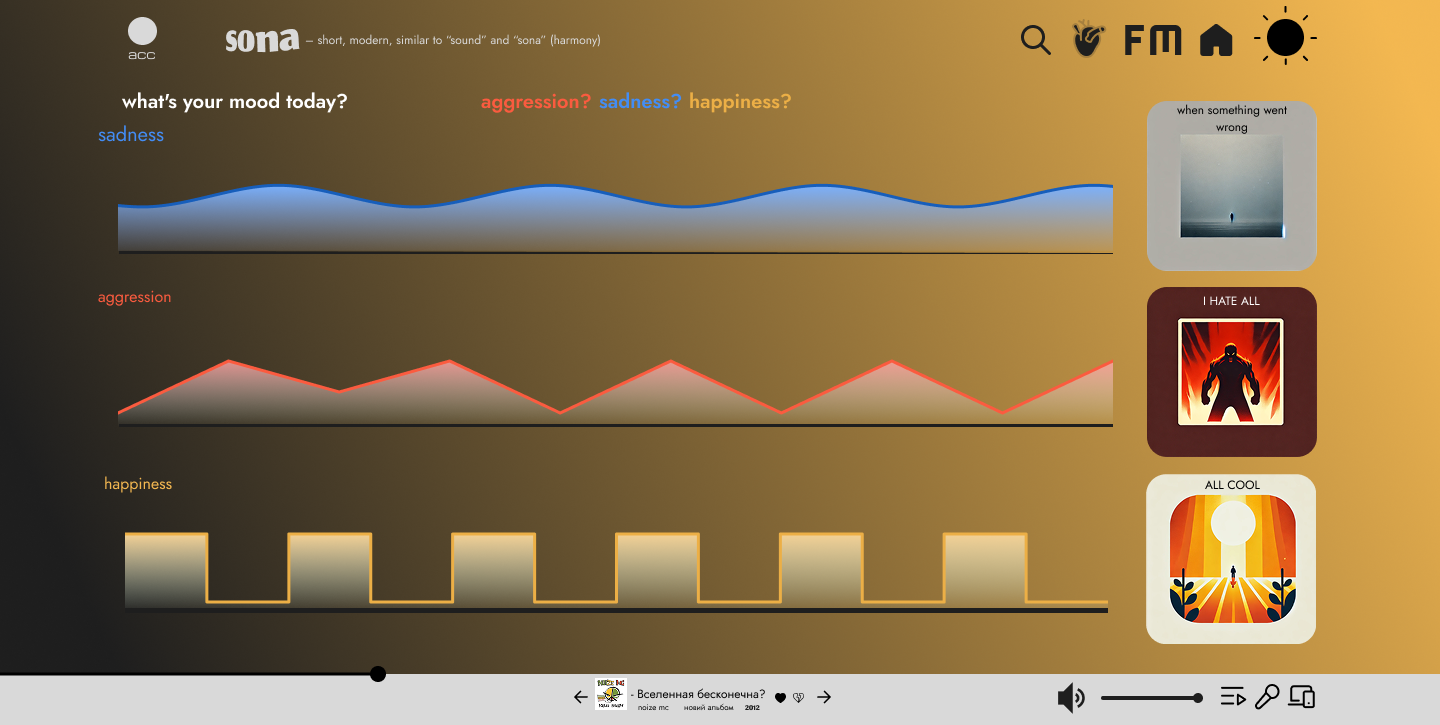 acc
sona – short, modern, similar to “sound” and “sona” (harmony)
FM
what's your mood today?
aggression? sadness? happiness?
sadness
when something went
wrong
aggression
I HATE ALL
happiness
ALL COOL
- Вселенная бесконечна?
noize mc новий альбом 2012